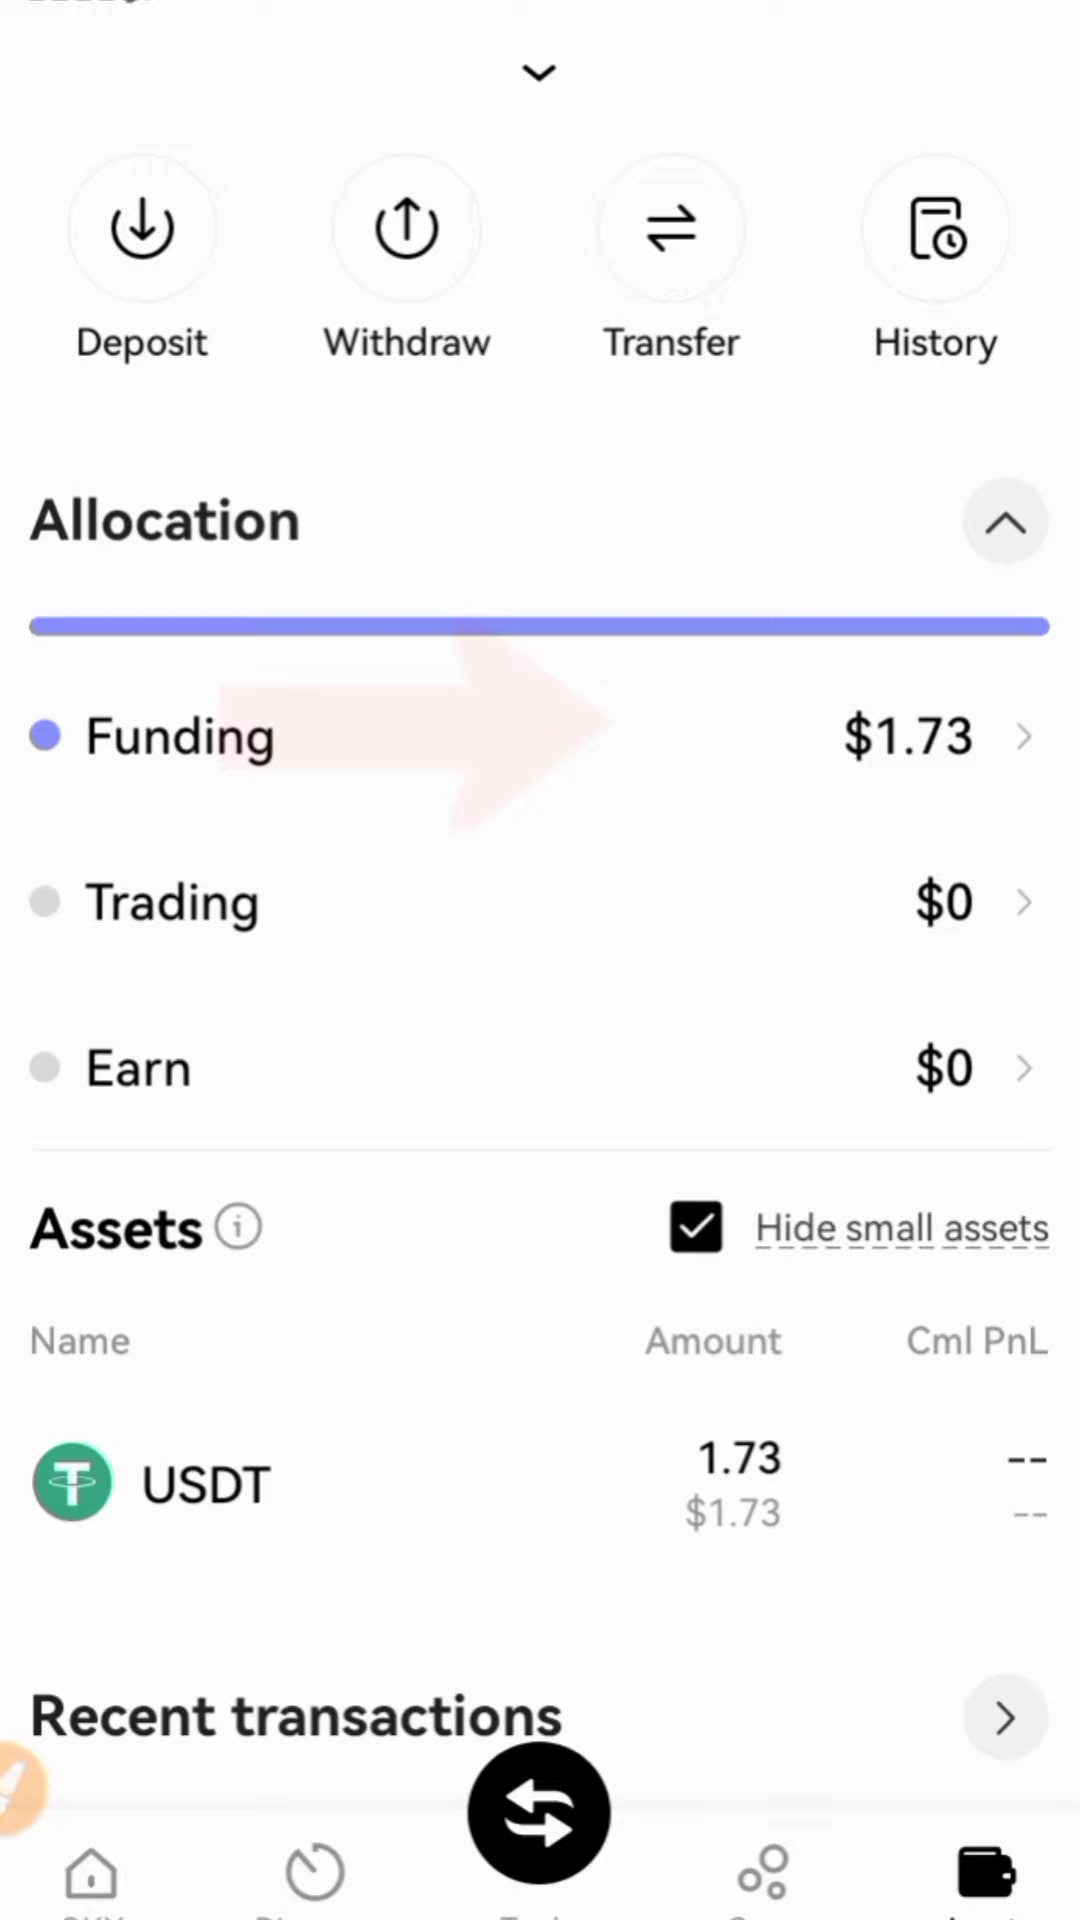 Deposit Withdraw Transfer History
Allocation
Funding $1.73
Trading $0
Earn $0
Assets Hide small assets
Name Amount Cml PnL
USDT 1.73 --
$1.73 --
Recent transactions